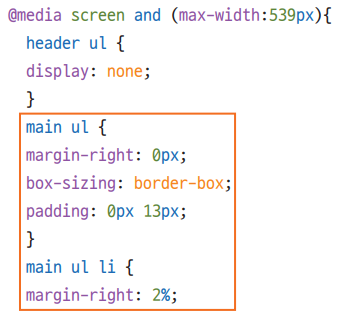 @media screen and (max-width:539px){
header ul {
display: none;
}
main ul {
margin-right: 0px;
box-sizing: border-box;
padding: 0px 13px;
}
main ul li {
margin-right: 2%;